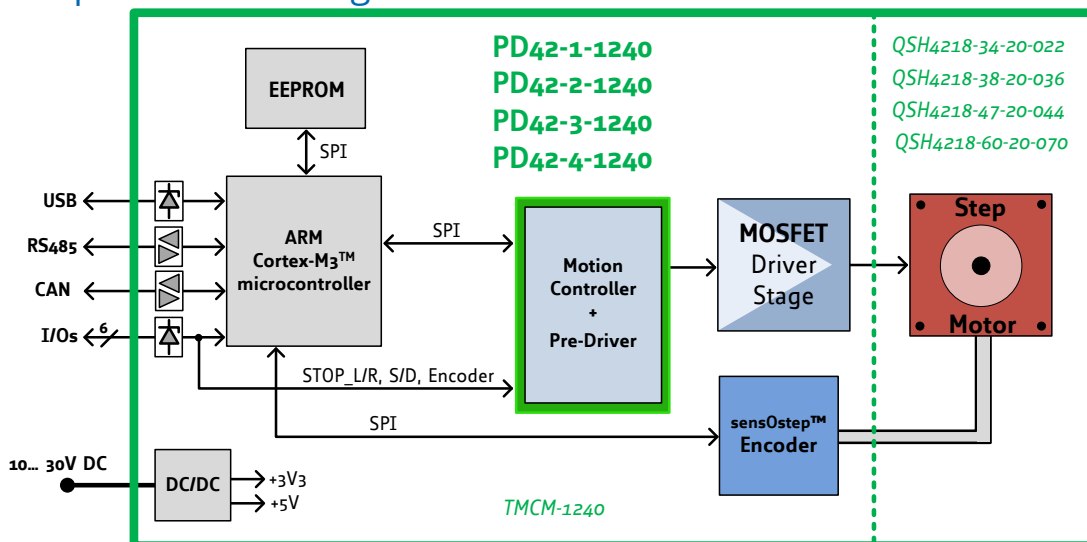 PD42-1-1240
PD42-2-1240
PD42-3-1240
PD42-4-1240
QSH4218-34-20-022
QSH4218-38-20-036
QSH4218-47-20-044
QSH4218-60-20-070
EEPROM
SPI
USB
RS485
CAN
I/Os
6
ARM
Cortex-M3™
microcontroller
SPI
Motion
Controller
+
Pre-Driver
MOSFET
Driver
Stage
Step
Motor
STOP_L/R, S/D, Encoder
SPI
sensOstep™
Encoder
10... 30V DC
DC/DC
+3V3
+5V
TMCM-1240